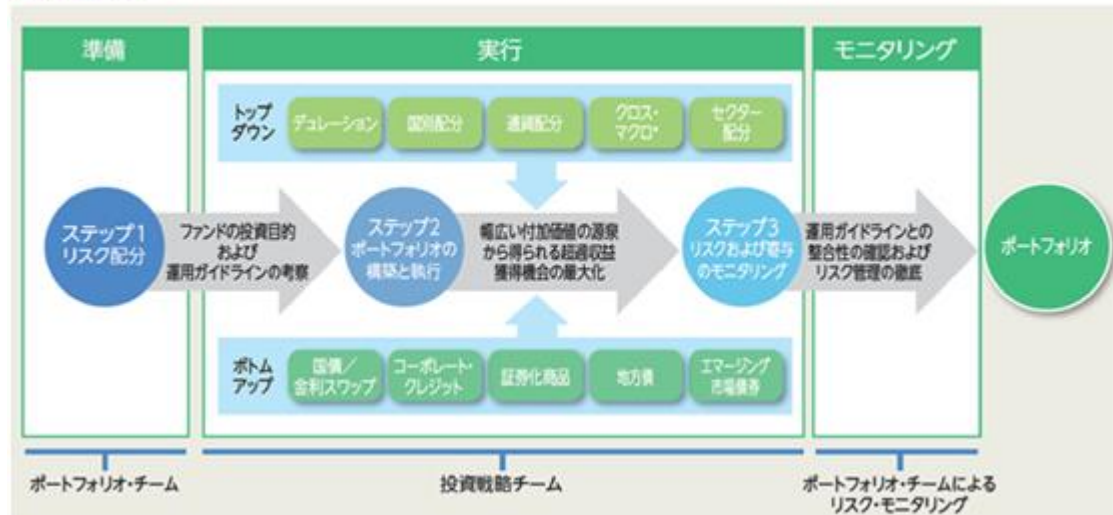 準備
実行
モニタリング
トップ
ダウン
デュレーション
国別配分
通貨配分
クロス・
マクロ*
セクター
配分
ステップ1
リスク配分
ファンドの投資目的
および
運用ガイドラインの考察
ステップ2
ポートフォリオの
構築と執行
幅広い付加価値の源泉
から得られる超過収益
獲得機会の最大化
ステップ3
リスクおよび寄与
のモニタリング
運用ガイドラインとの
整合性の確認および
リスク管理の徹底
ポートフォリオ
ボトム
アップ
国債／
金利スワップ
コーポレート・
クレジット
証券化商品
地方債
エマージング
市場債券
ポートフォリオ・チーム
投資戦略チーム
ポートフォリオ・チームによる
リスク・モニタリング